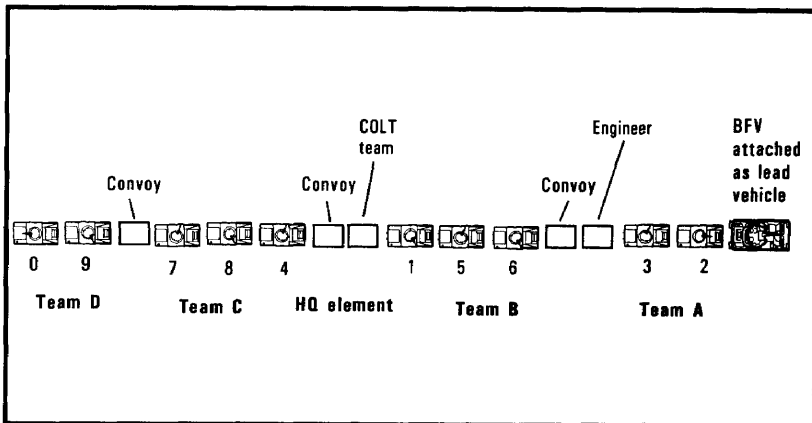 COLT
team
Engineer
BFV
attached
as lead
vehicle
Convoy
Convoy
Convoy
0 9 7 8 4 1 5 6 3 2
Team D Team C HQ element Team B Team A